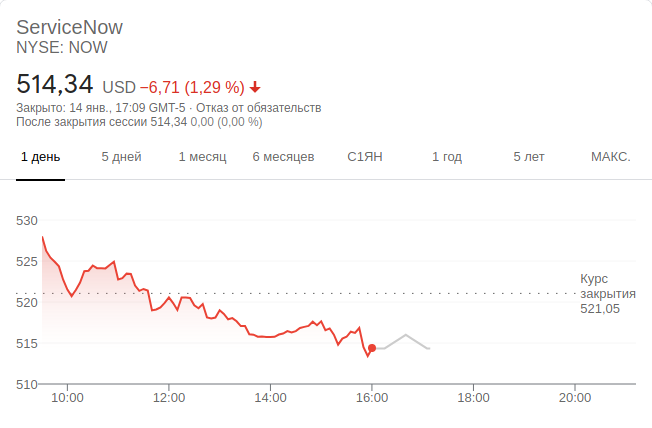 ServiceNow
NYSE: NOW
514,34 USD −6,71 (1,29 %)
Закрыто: 14 янв., 17:09 GMT-5 · Отказ от обязательств
После закрытия сессии 514,34 0,00 (0,00 %)
1 день 5 дней 1 месяц 6 месяцев С1ЯН 1 год 5 лет МАКС.
530
525
Курс
закрытия
521,05
520
515
510
10:00 12:00 14:00 16:00 18:00 20:00